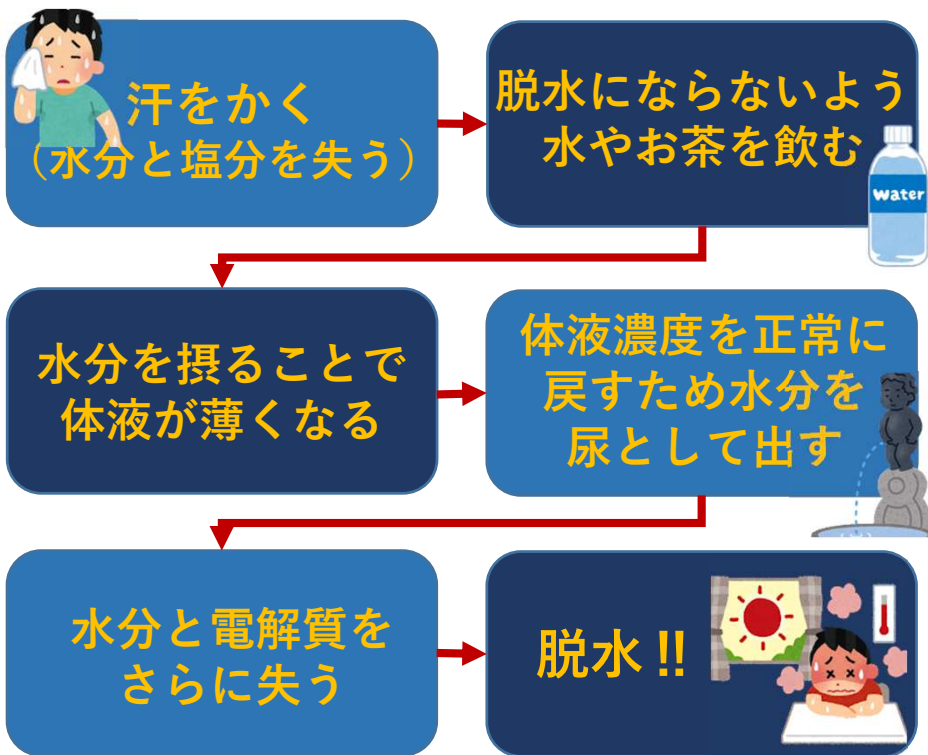 汗をかく
(水分と塩分を失う)
脱水にならないよう
水やお茶を飲む
Water
水分を摂ることで
体液が薄くなる
体液濃度を正常に
戻すため水分を
尿として出す
水分と電解質を
さらに失う
脱水‼